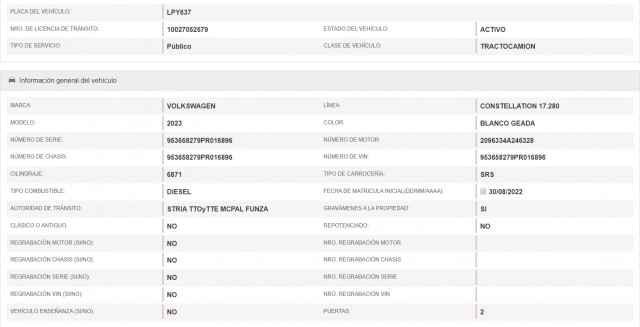 PLACA DEL VEHÍCULO: LPY637
NRO. DE LICENCIA DE TRÁNSITO: 10027052579 ESTADO DEL VEHÍCULO: ACTIVO
TIPO DE SERVICIO: Público CLASE DE VEHÍCULO: TRACTOCAMION
Información general del vehículo
MARCA: VOLKSWAGEN LÍNEA: CONSTELLATION 17.280
MODELO: 2023 COLOR: BLANCO GEADA
NÚMERO DE SERIE: 953658279PR016896 NÚMERO DE MOTOR: 2096334A246328
NÚMERO DE CHASIS: 953658279PR016896 NÚMERO DE VIN: 953658279PR016896
CILINDRAJE: 6871 TIPO DE CARROCERÍA: SRS
TIPO COMBUSTIBLE: DIESEL FECHA DE MATRICULA INICIAL(DD/MM/AAAA): 30/08/2022
AUTORIDAD DE TRÁNSITO: STRIA TTOyTTE MCPAL FUNZA GRAVÁMENES A LA PROPIEDAD: SI
CLÁSICO O ANTIGUO: NO REPOTENCIADO: NO
REGRABACIÓN MOTOR (SI/NO): NO NRO. REGRABACIÓN MOTOR
REGRABACIÓN CHASIS (SI/NO): NO NRO. REGRABACIÓN CHASIS
REGRABACIÓN SERIE (SI/NO): NO NRO. REGRABACIÓN SERIE
REGRABACIÓN VIN (SI/NO): NO NRO. REGRABACIÓN VIN
VEHÍCULO ENSEÑANZA (SI/NO): NO PUERTAS: 2